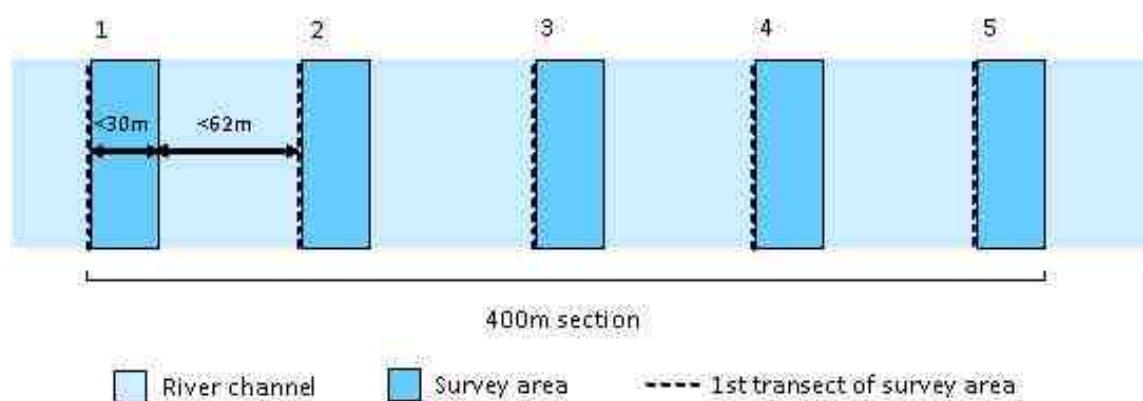 1 2 3 4 5
<30m <62m
400m section
River channel Survey area 1st transect of survey area